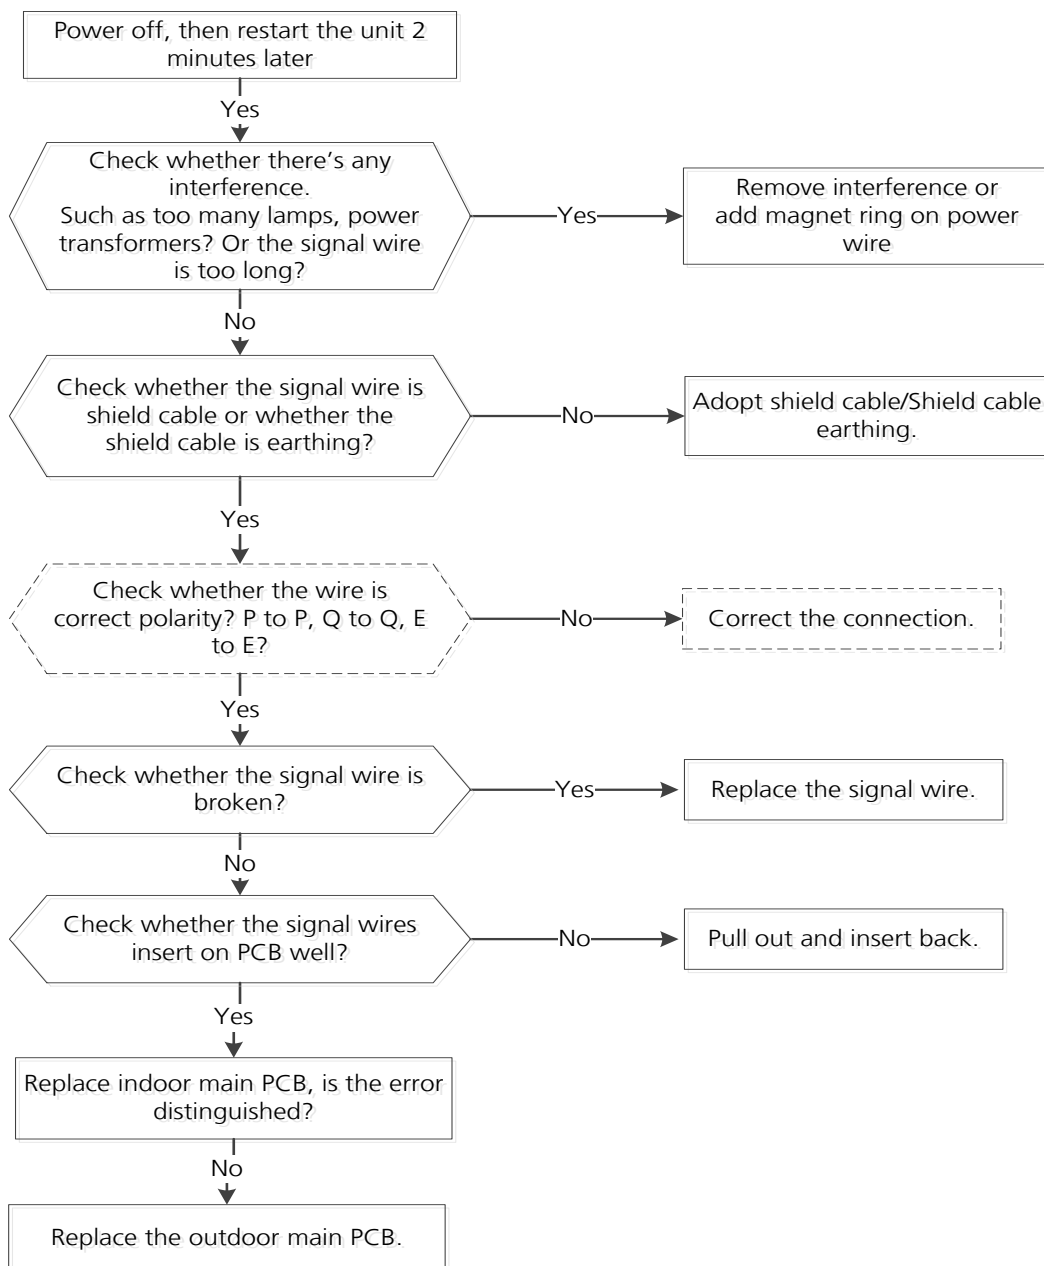 Power off, then restart the unit 2
minutes later
Yes
Check whether there's any
interference.
Such as too many lamps, power
transformers? Or the signal wire
is too long?
Yes
Remove interference or
add magnet ring on power
wire
No
Check whether the signal wire is
shield cable or whether the
shield cable is earthing?
No
Adopt shield cable/Shield cable
earthing.
Yes
Check whether the wire is
correct polarity? P to P, Q to Q, E
to E?
No
Correct the connection.
Yes
Check whether the signal wire is
broken?
Yes
Replace the signal wire.
No
Check whether the signal wires
insert on PCB well?
No
Pull out and insert back.
Yes
Replace indoor main PCB, is the error
distinguished?
No
Replace the outdoor main PCB.